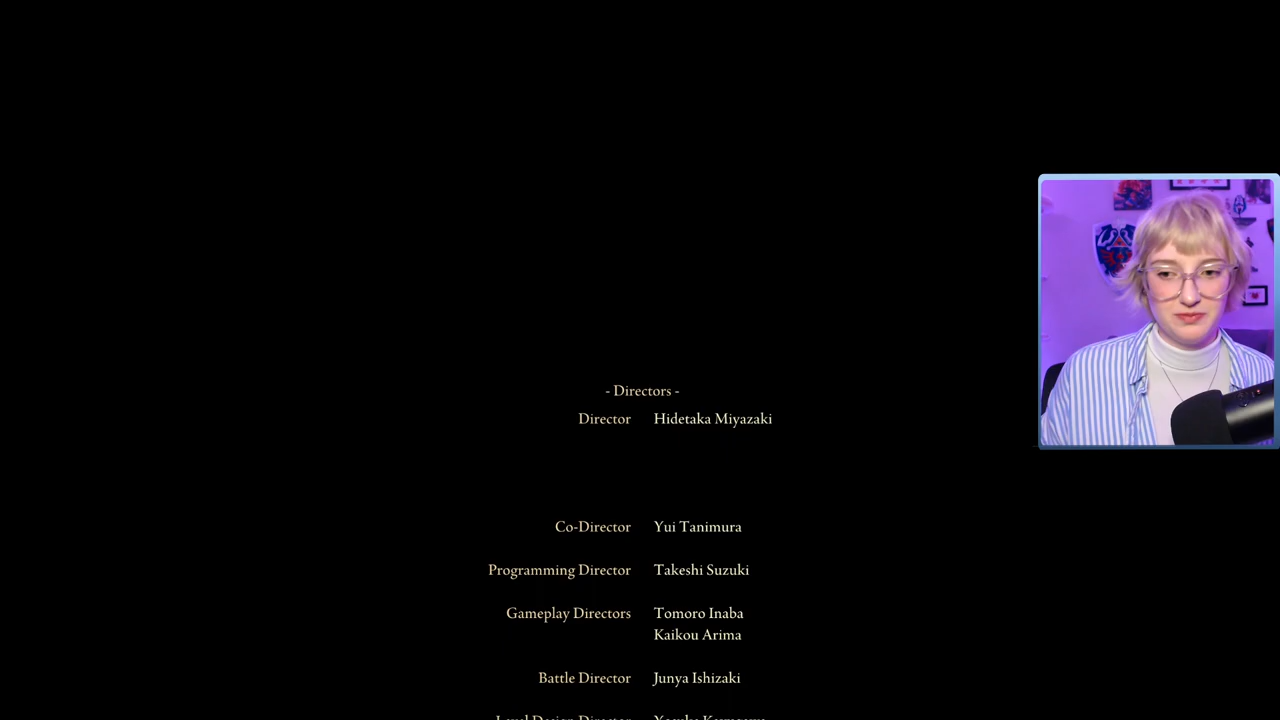 - Directors -
Director Hidetaka Miyazaki
Co-Director Yui Tanimura
Programming Director Takeshi Suzuki
Gameplay Directors Tomoro Inaba
Kaikou Arima
Battle Director Junya Ishizaki